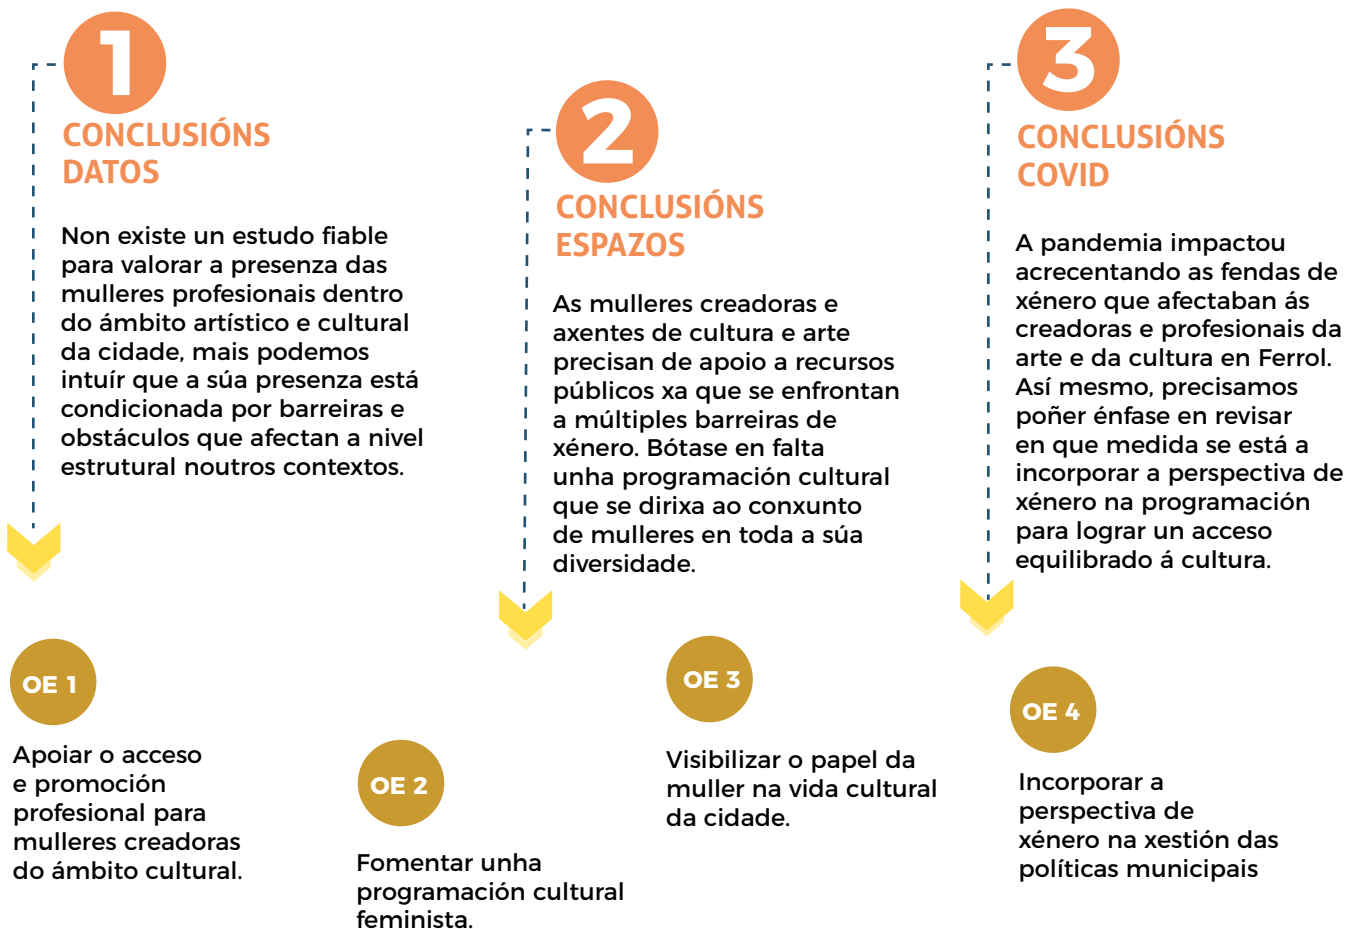 1
CONCLUSIÓNS
DATOS
Non existe un estudo fiable
para valorar a presenza das
mulleres profesionais dentro
do ámbito artístico e cultural
da cidade, mais podemos
intuír que a súa presenza está
condicionada por barreiras e
obstáculos que afectan a nivel
estrutural noutros contextos.
2
CONCLUSIÓNS
ESPAZOS
As mulleres creadoras e
axentes de cultura e arte
precisan de apoio a recursos
públicos xa que se enfrontan
a múltiples barreiras de
xénero. Bótase en falta
unha programación cultural
que se dirixa ao conxunto
de mulleres en toda a súa
diversidade.
3
CONCLUSIÓNS
COVID
A pandemia impactou
acrecentando as fendas de
xénero que afectaban ás
creadoras e profesionais da
arte e da cultura en Ferrol.
Así mesmo, precisamos
poñer énfase en revisar
en que medida se está a
incorporar a perspectiva de
xénero na programación
para lograr un acceso
equilibrado á cultura.
OE 1
Apoiar o acceso
e promoción
profesional para
mulleres creadoras
do ámbito cultural.
OE 2
Fomentar unha
programación cultural
feminista.
OE 3
Visibilizar o papel da
muller na vida cultural
da cidade.
OE 4
Incorporar a
perspectiva de
xénero na xestión das
políticas municipais